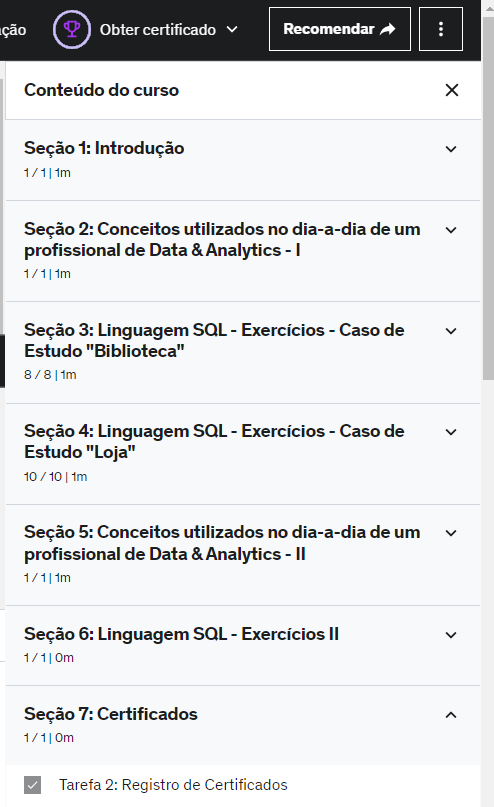 ação
Obter certificado
Recomendar
Conteúdo do curso
Seção 1: Introdução
1 / 1 | 1m
Seção 2: Conceitos utilizados no dia-a-dia de um
profissional de Data & Analytics - I
1 / 1 | 1m
Seção 3: Linguagem SQL - Exercícios - Caso de
Estudo "Biblioteca"
8 / 8 | 1m
Seção 4: Linguagem SQL - Exercícios - Caso de
Estudo "Loja"
10 / 10 | 1m
Seção 5: Conceitos utilizados no dia-a-dia de um
profissional de Data & Analytics - II
1 / 1 | 1m
Seção 6: Linguagem SQL - Exercícios II
1 / 1 | 0m
Seção 7: Certificados
1 / 1 | 0m
Tarefa 2: Registro de Certificados